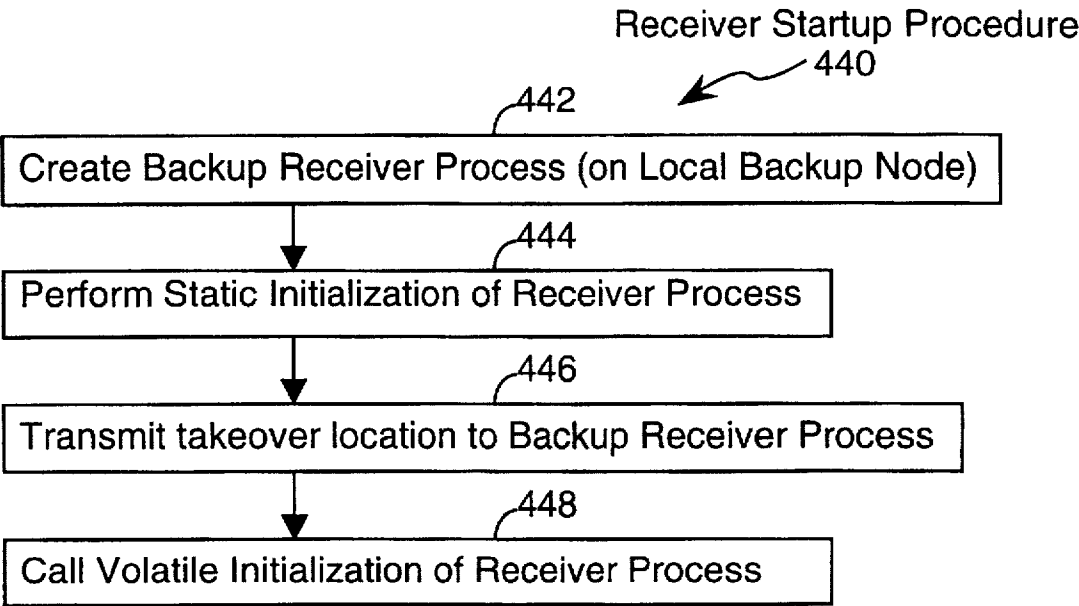 Receiver Startup Procedure
440
442
Create Backup Receiver Process (on Local Backup Node)
444
Perform Static Initialization of Receiver Process
446
Transmit takeover location to Backup Receiver Process
448
Call Volatile Initialization of Receiver Process